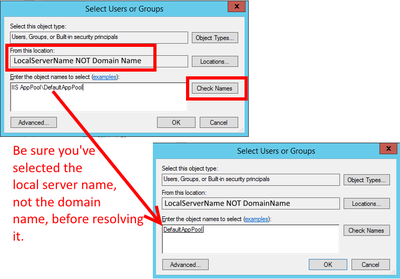 Select Users or Groups
Select this object type:
Users, Groups, or Built-in security principals
Object Types...
From this location:
LocalServerName NOT Domain Name
Locations...
Enter the object names to select (examples):
IIS AppPool\DefaultAppPool
Check Names
Advanced...
OK
Cancel
Be sure you've
selected the
local server name,
not the domain
name, before resolving
it.
Select Users or Groups
Select this object type:
Users, Groups, or Built-in security principals
Object Types...
From this location:
LocalServerName NOT DomainName
Locations...
Enter the object names to select (examples):
DefaultAppPool
Check Names
Advanced...
OK
Cancel